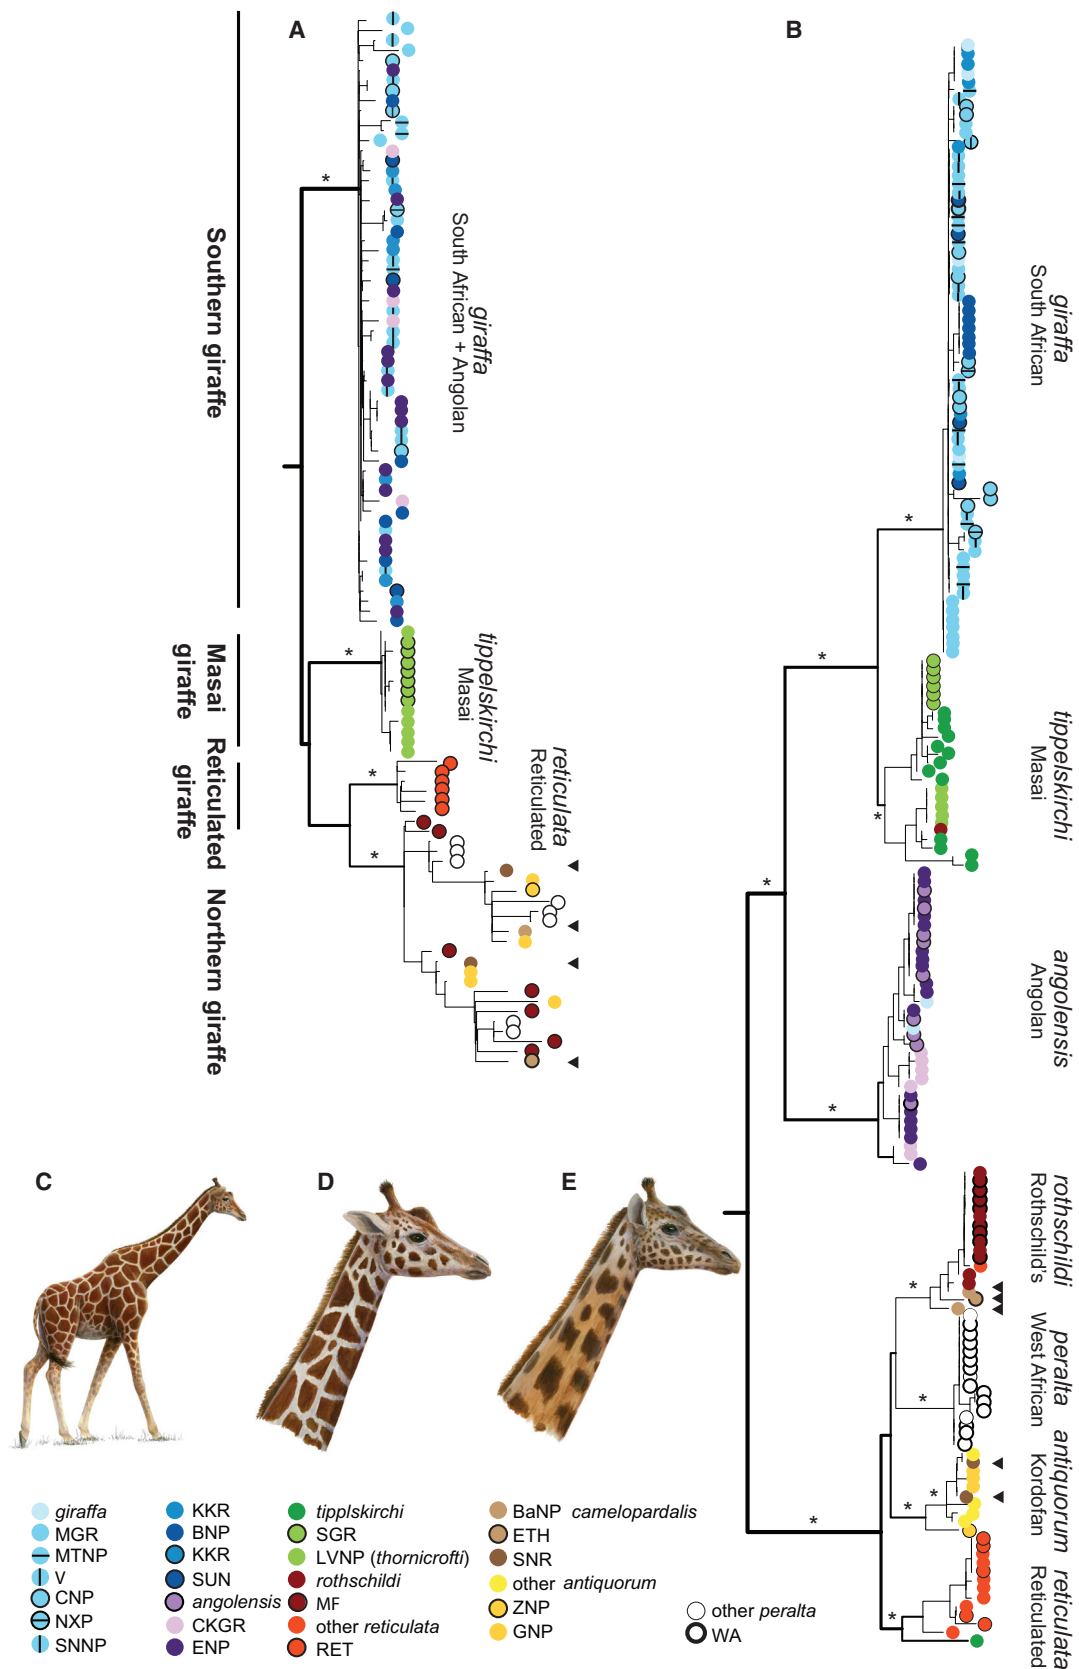 A
B
Southern giraffe
Masai
giraffe
Reticulated
giraffe
Northern giraffe
*
*
*
*
giraffa
South African + Angolan
tippelskirchi
Masai
reticulata
Reticulated
*
*
*
*
*
*
*
*
*
*
*
*
giraffa
South African
tippelskirchi
Masai
angolensis
Angolan
rothschildi
Rothschild's
peralta
West African
antiquorum
Kordofan
reticulata
Reticulated
C
D
E
giraffa
MGR
MTNP
V
CNP
NXP
SNNP
KKR
BNP
KKR
SUN
angolensis
CKGR
ENP
tipplskirchi
SGR
LVNP (thornicrofti)
rothschildi
MF
other reticulata
RET
BaNP camelopardalis
ETH
SNR
other antiquorum
ZNP
GNP
other peralta
WA